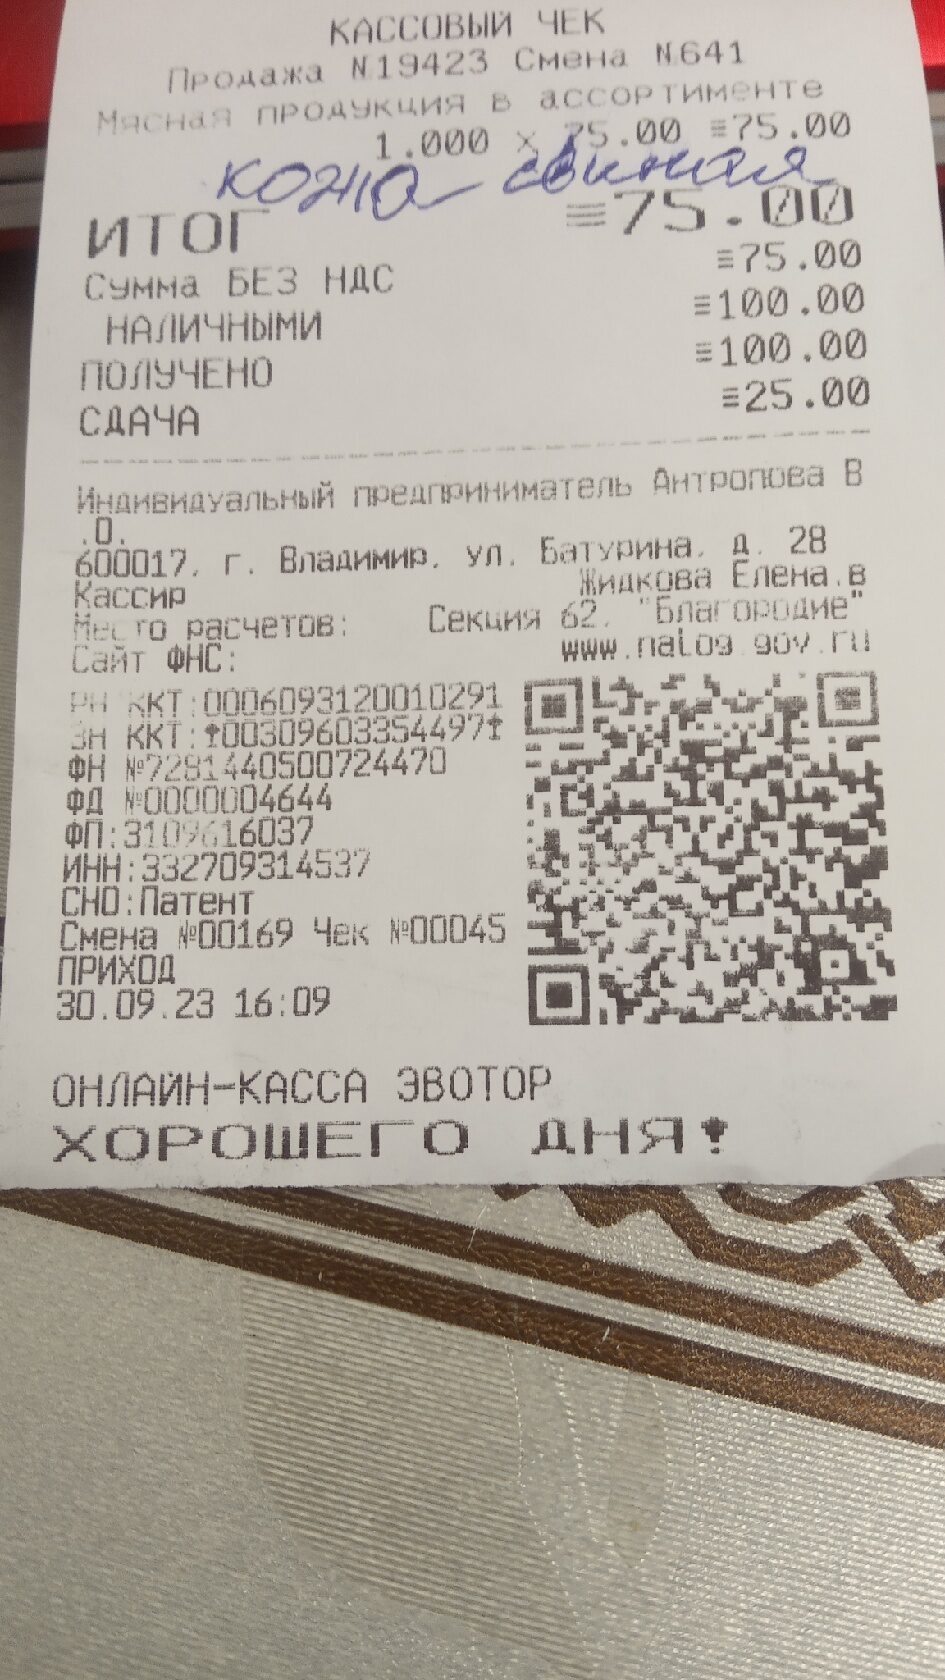 КАССОВЫЙ ЧЕК
Продажа N19423 Смена N641
Мясная продукция в ассортименте
1.000 x 75.00 ≡75.00
кожа свиная
ИТОГ ≡75.00
Сумма БЕЗ НДС ≡75.00
НАЛИЧНЫМИ ≡100.00
ПОЛУЧЕНО ≡100.00
СДАЧА ≡25.00
Индивидуальный предприниматель Антропова В
.О.
600017, г. Владимир, ул. Батурина, д. 28
Кассир Жидкова Елена.в
Место расчетов: Секция 62, "Благородие"
Сайт ФНС: www.nalog.gov.ru
РН ККТ:0006093120010291
ЗН ККТ:↑00309603354497↑
ФН №7281440500724470
ФД №0000004644
ФП:3109616037
ИНН:332709314537
СНО:Патент
Смена №00169 Чек №00045
ПРИХОД
30.09.23 16:09
ОНЛАЙН-КАССА ЭВОТОР
ХОРОШЕГО ДНЯ!